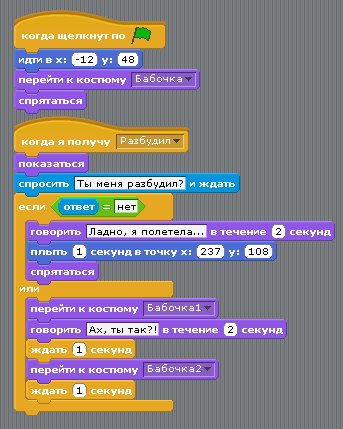 когда щелкнут по
идти в x: -12 y: 48
перейти к костюму Бабочка
спрятаться
когда я получу Разбудил
показаться
спросить Ты меня разбудил? и ждать
если ответ = нет
говорить Ладно, я полетела... в течение 2 секунд
плыть 1 секунд в точку x: 237 y: 108
спрятаться
или
перейти к костюму Бабочка1
говорить Ах, ты так?! в течение 2 секунд
ждать 1 секунд
перейти к костюму Бабочка2
ждать 1 секунд